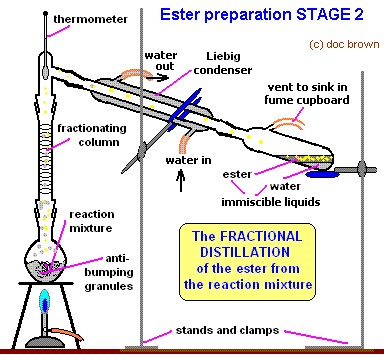 Ester preparation STAGE 2
thermometer
(c) doc brown
water
out
Liebig
condenser
vent to sink in
fume cupboard
fractionating
column
water in
ester
water
immiscible liquids
reaction
mixture
anti-
bumping
granules
The FRACTIONAL
DISTILLATION
of the ester from
the reaction mixture
stands and clamps